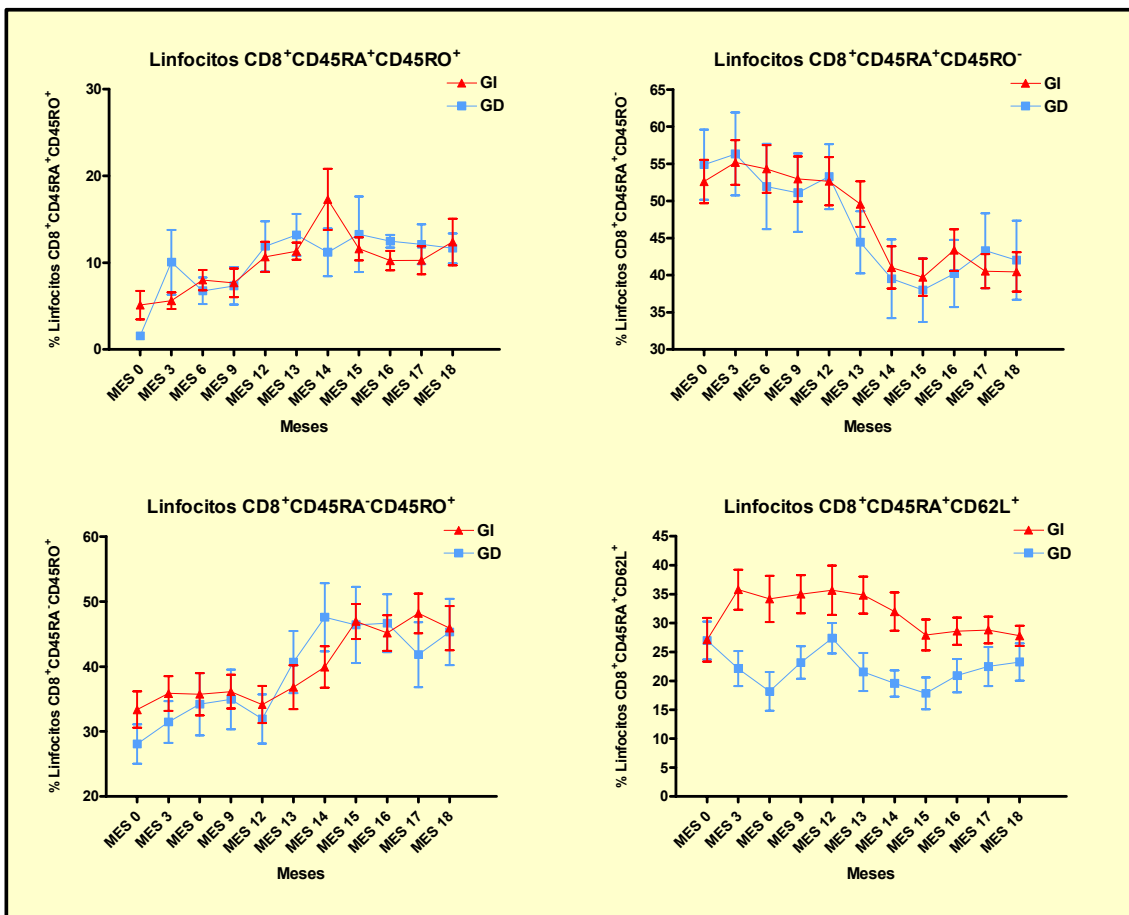 Linfocitos CD8⁺CD45RA⁺CD45RO⁺
GI
GD
% Linfocitos CD8⁺CD45RA⁺CD45RO⁺
30
20
10
0
MES 0 MES 3 MES 6 MES 9 MES 12 MES 13 MES 14 MES 15 MES 16 MES 17 MES 18
Meses
Linfocitos CD8⁺CD45RA⁺CD45RO⁻
GI
GD
% Linfocitos CD8⁺CD45RA⁺CD45RO⁻
65
60
55
50
45
40
35
30
MES 0 MES 3 MES 6 MES 9 MES 12 MES 13 MES 14 MES 15 MES 16 MES 17 MES 18
Meses
Linfocitos CD8⁺CD45RA⁻CD45RO⁺
GI
GD
% Linfocitos CD8⁺CD45RA⁻CD45RO⁺
60
50
40
30
20
MES 0 MES 3 MES 6 MES 9 MES 12 MES 13 MES 14 MES 15 MES 16 MES 17 MES 18
Meses
Linfocitos CD8⁺CD45RA⁺CD62L⁺
GI
GD
% Linfocitos CD8⁺CD45RA⁺CD62L⁺
45
40
35
30
25
20
15
10
5
0
MES 0 MES 3 MES 6 MES 9 MES 12 MES 13 MES 14 MES 15 MES 16 MES 17 MES 18
Meses